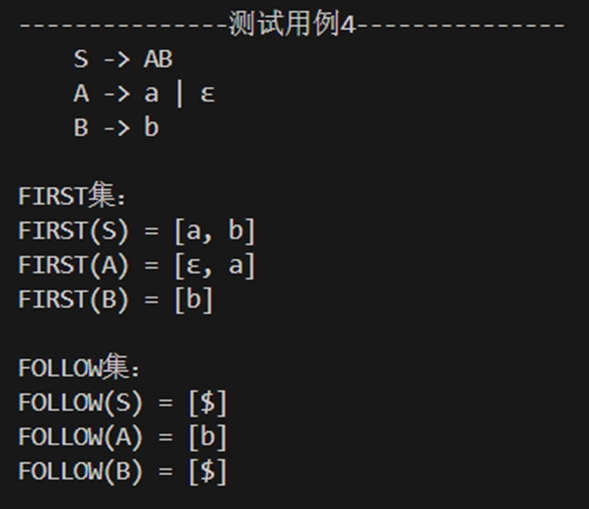 ---------------测试用例4---------------
S -> AB
A -> a | ε
B -> b
FIRST集:
FIRST(S) = [a, b]
FIRST(A) = [ε, a]
FIRST(B) = [b]
FOLLOW集:
FOLLOW(S) = [$]
FOLLOW(A) = [b]
FOLLOW(B) = [$]